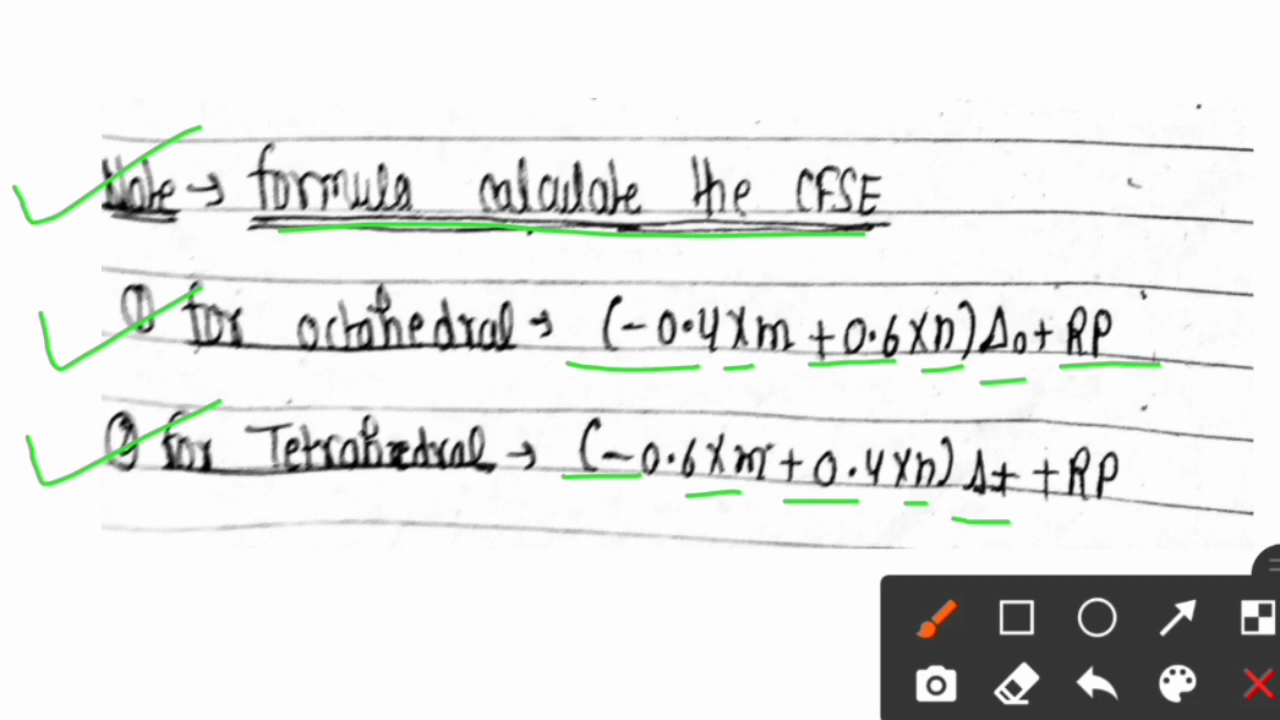 Note → formula calculate the CFSE
① for octahedral → (-0.4×m +0.6×n)Δo+ RP
② for Tetrahedral → (-0.6×m + 0.4×n) Δt +RP